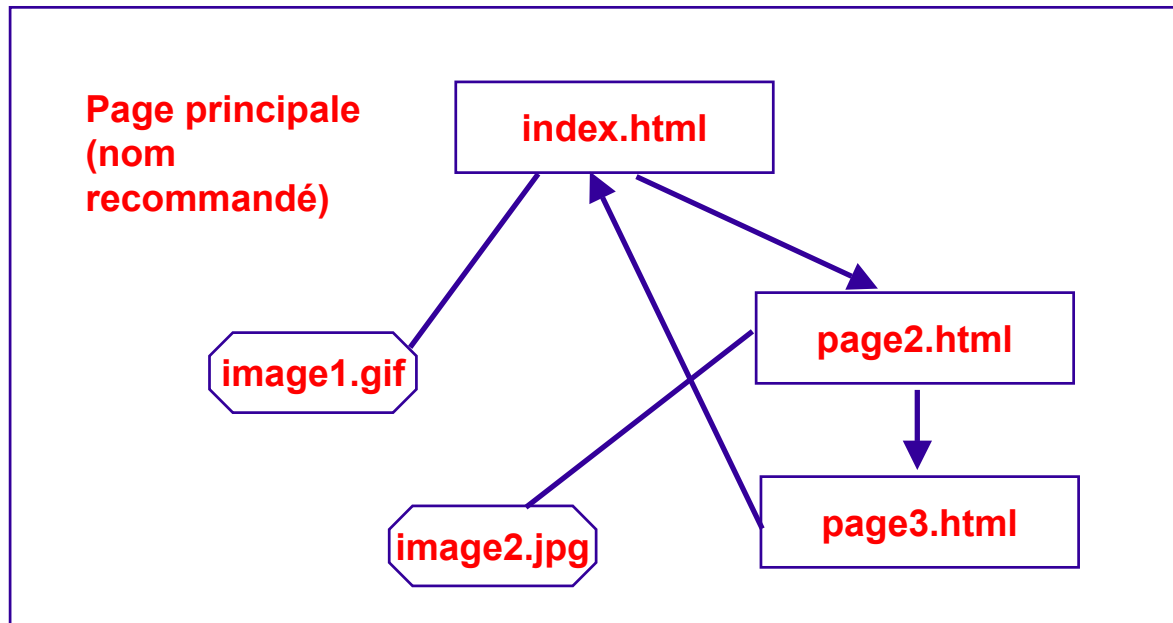 Page principale
(nom
recommandé)
index.html
image1.gif
page2.html
image2.jpg
page3.html